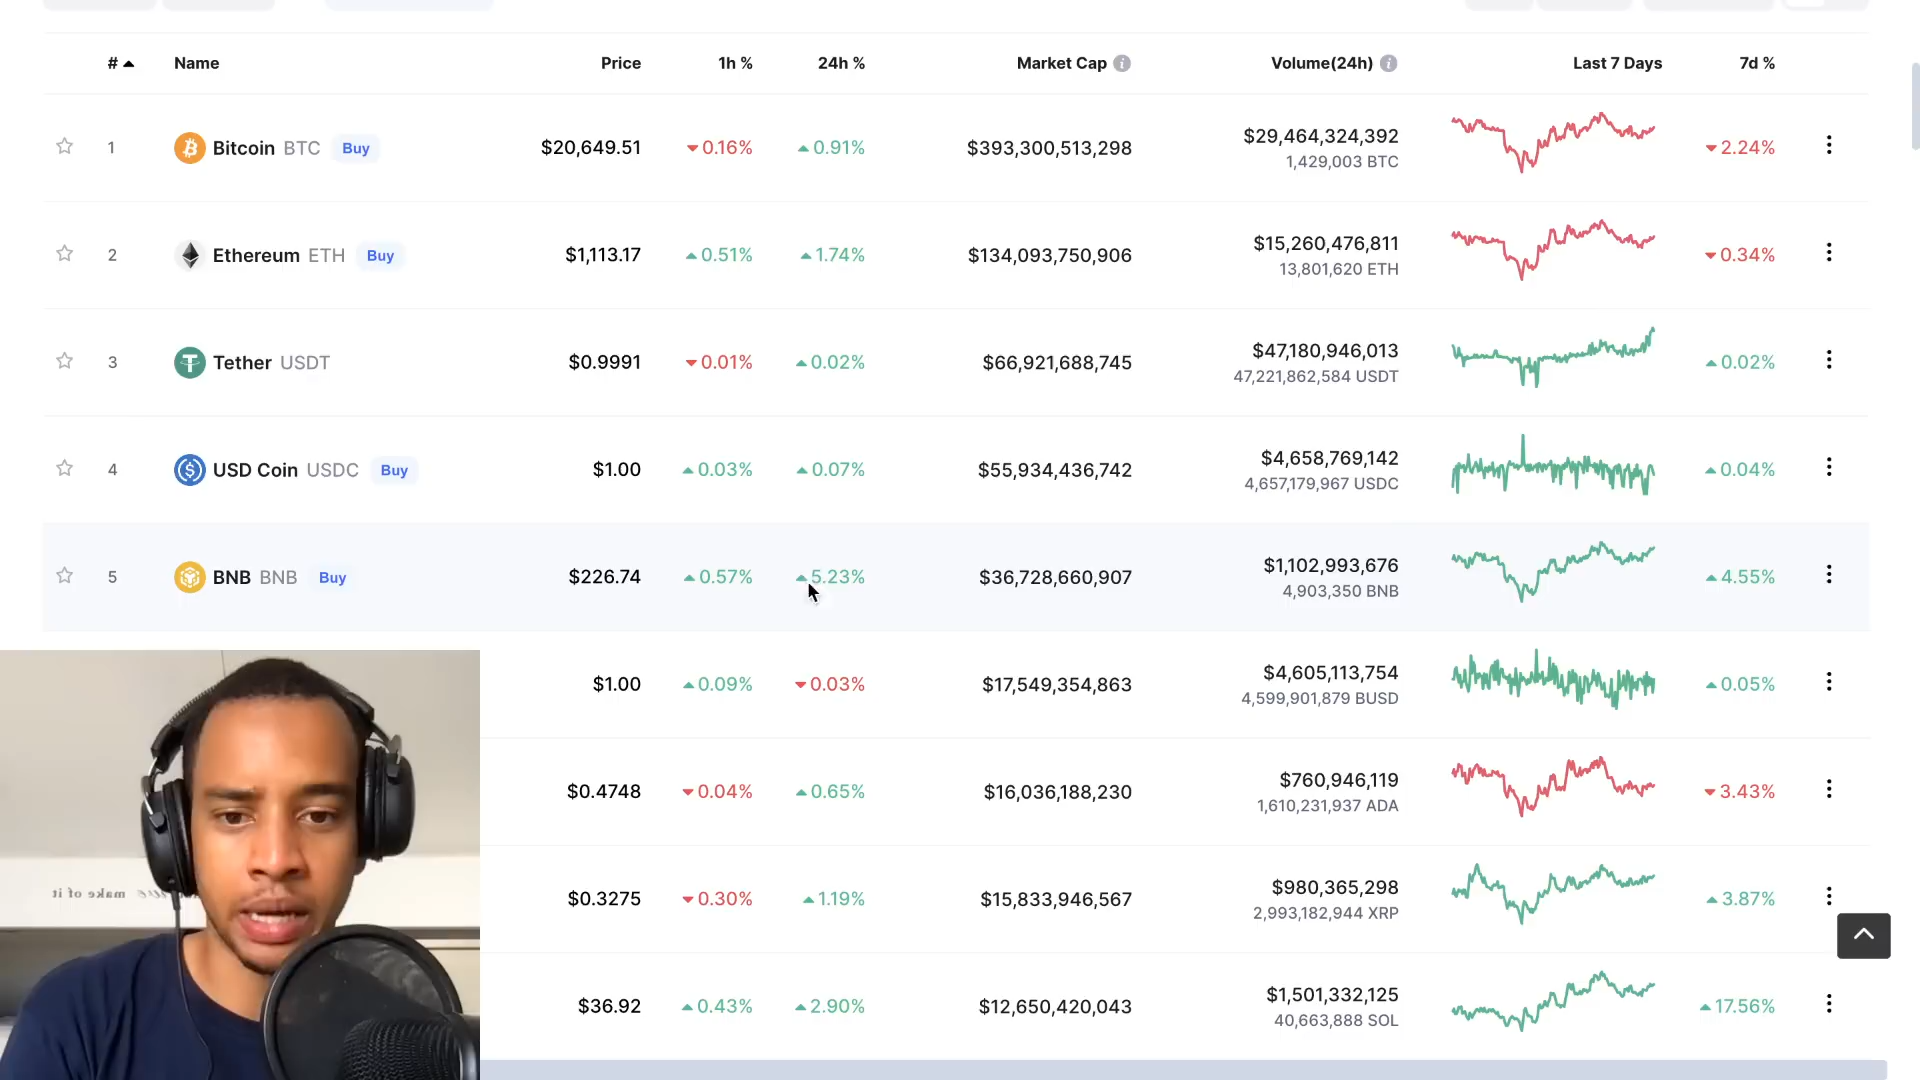 # Name Price 1h % 24h % Market Cap Volume(24h) Last 7 Days 7d %
1 Bitcoin BTC Buy $20,649.51 0.16% 0.91% $393,300,513,298 $29,464,324,392 2.24%
1,429,003 BTC
2 Ethereum ETH Buy $1,113.17 0.51% 1.74% $134,093,750,906 $15,260,476,811 0.34%
13,801,620 ETH
3 Tether USDT $0.9991 0.01% 0.02% $66,921,688,745 $47,180,946,013 0.02%
47,221,862,584 USDT
4 USD Coin USDC Buy $1.00 0.03% 0.07% $55,934,436,742 $4,658,769,142 0.04%
4,657,179,967 USDC
5 BNB BNB Buy $226.74 0.57% 5.23% $36,728,660,907 $1,102,993,676 4.55%
4,903,350 BNB
$1.00 0.09% 0.03% $17,549,354,863 $4,605,113,754 0.05%
4,599,901,879 BUSD
$0.4748 0.04% 0.65% $16,036,188,230 $760,946,119 3.43%
1,610,231,937 ADA
$0.3275 0.30% 1.19% $15,833,946,567 $980,365,298 3.87%
2,993,182,944 XRP
$36.92 0.43% 2.90% $12,650,420,043 $1,501,332,125 17.56%
40,663,888 SOL
make of it